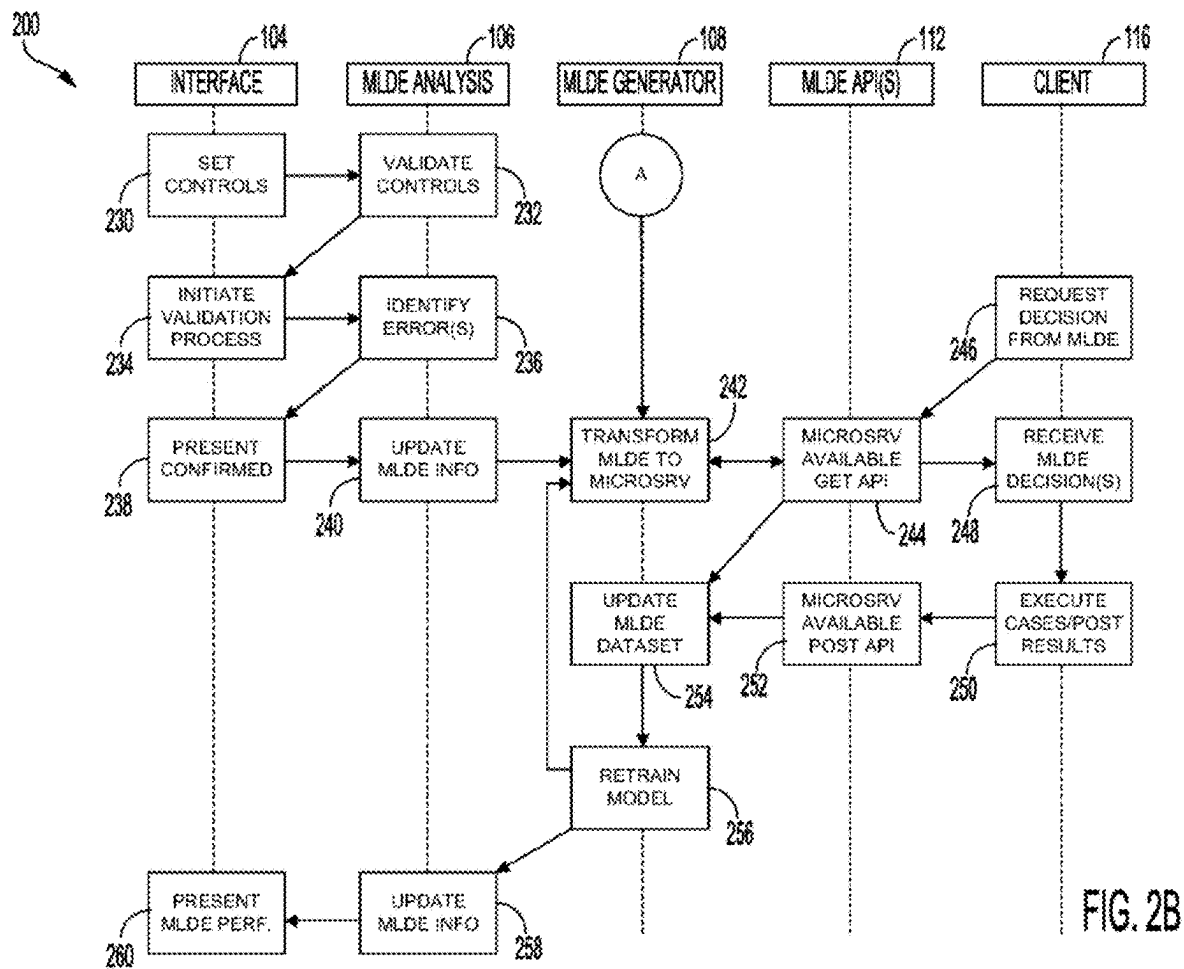 200
104
106
108
112
116
INTERFACE
MLDE ANALYSIS
MLDE GENERATOR
MLDE API(S)
CLIENT
SET
CONTROLS
230
VALIDATE
CONTROLS
232
A
INITIATE
VALIDATION
PROCESS
234
IDENTIFY
ERROR(S)
236
REQUEST
DECISION
FROM MLDE
246
PRESENT
CONFIRMED
238
UPDATE
MLDE INFO
240
TRANSFORM
MLDE TO
MICROSRV
242
MICROSRV
AVAILABLE
GET API
244
RECEIVE
MLDE
DECISION(S)
248
UPDATE
MLDE
DATASET
254
MICROSRV
AVAILABLE
POST API
252
EXECUTE
CASES/POST
RESULTS
250
RETRAIN
MODEL
256
PRESENT
MLDE PERF.
260
UPDATE
MLDE INFO
258
FIG. 2B